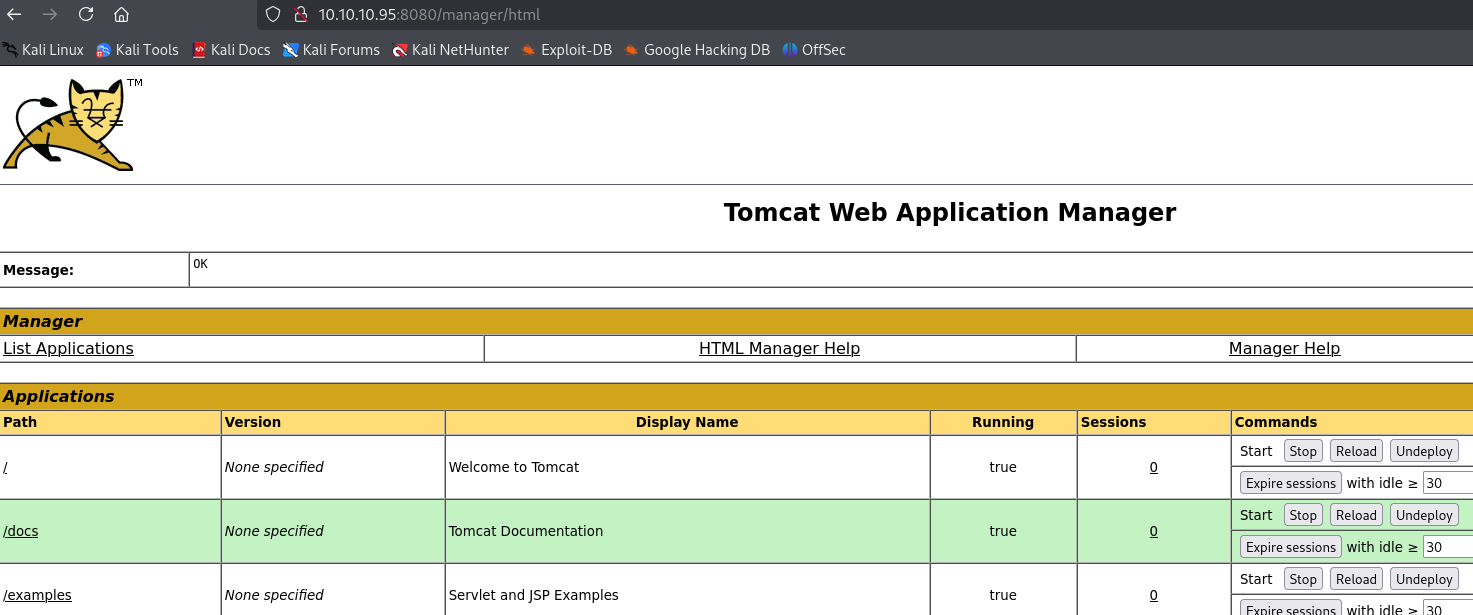 10.10.10.95:8080/manager/html
Kali Linux Kali Tools Kali Docs Kali Forums Kali NetHunter Exploit-DB Google Hacking DB OffSec
TM
Tomcat Web Application Manager
Message: OK
Manager
List Applications HTML Manager Help Manager Help
Applications
Path Version Display Name Running Sessions Commands
/ None specified Welcome to Tomcat true 0 Start Stop Reload Undeploy
Expire sessions with idle ≥ 30
/docs None specified Tomcat Documentation true 0 Start Stop Reload Undeploy
Expire sessions with idle ≥ 30
/examples None specified Servlet and JSP Examples true 0 Start Stop Reload Undeploy
Expire sessions with idle ≥ 30